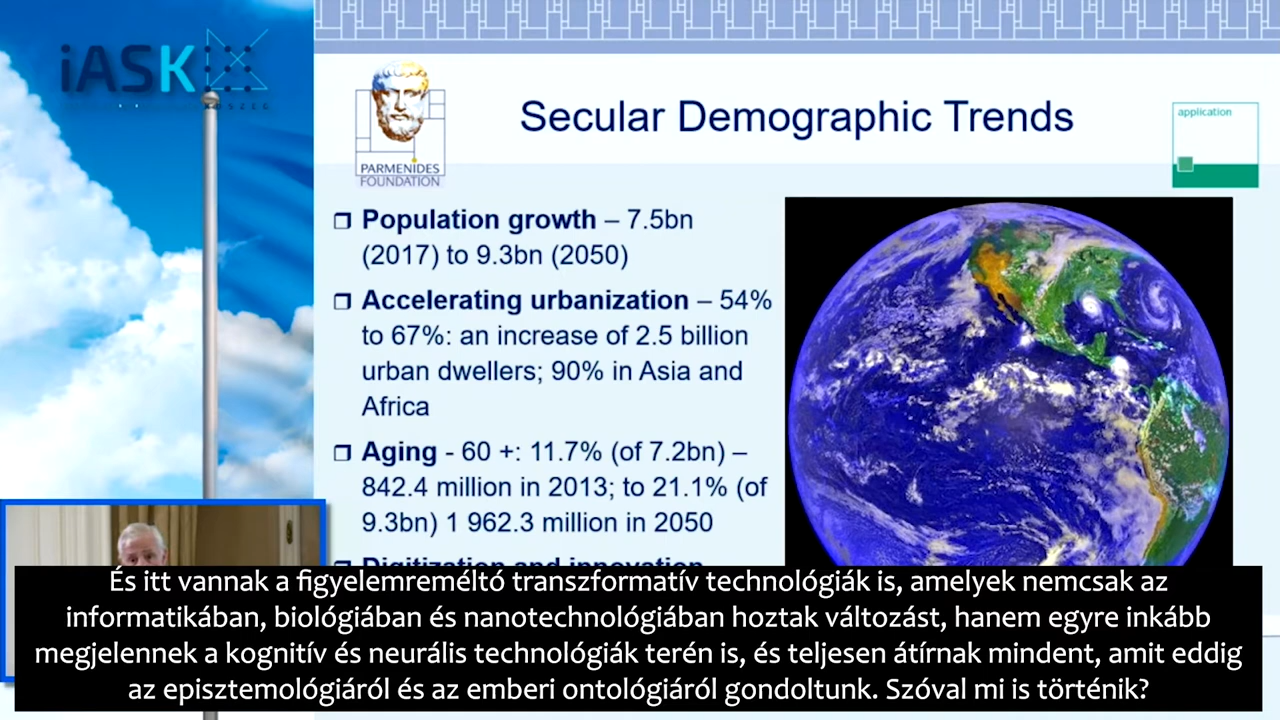 iASK
KOSZEG
PARMENIDES
FOUNDATION
Secular Demographic Trends
application
Population growth – 7.5bn
(2017) to 9.3bn (2050)
Accelerating urbanization – 54%
to 67%: an increase of 2.5 billion
urban dwellers; 90% in Asia and
Africa
Aging - 60 +: 11.7% (of 7.2bn) –
842.4 million in 2013; to 21.1% (of
9.3bn) 1 962.3 million in 2050
Digitization and innovation
És itt vannak a figyelemreméltó transzformatív technológiák is, amelyek nemcsak az
informatikában, biológiában és nanotechnológiában hoztak változást, hanem egyre inkább
megjelennek a kognitív és neurális technológiák terén is, és teljesen átírnak mindent, amit eddig
az episztemológiáról és az emberi ontológiáról gondoltunk. Szóval mi is történik?